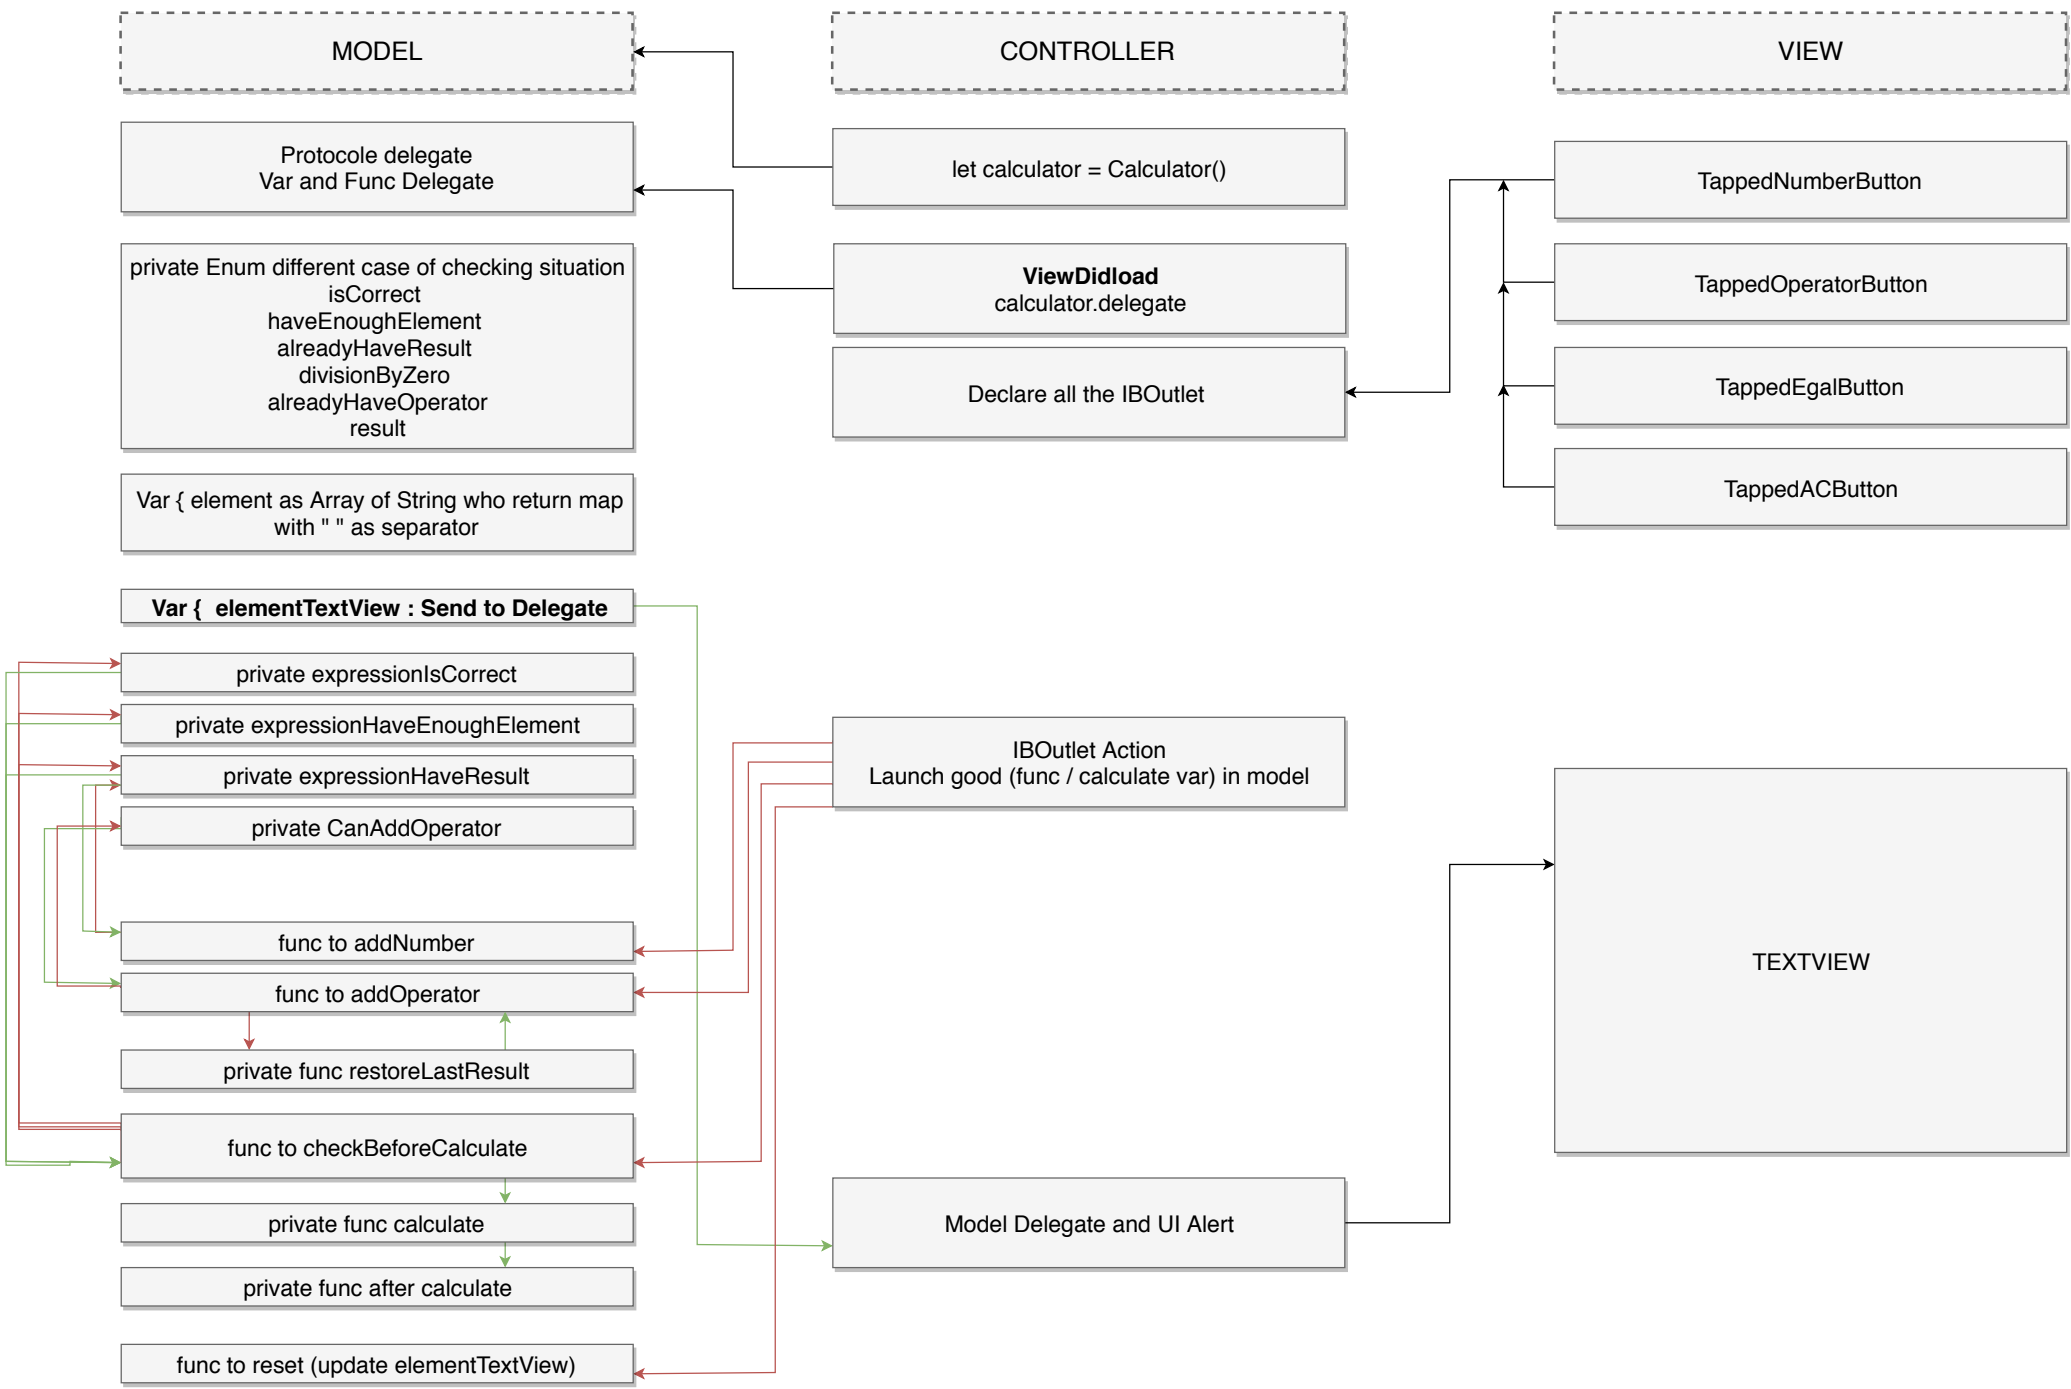 MODEL
Protocole delegate
Var and Func Delegate
private Enum different case of checking situation
isCorrect
haveEnoughElement
alreadyHaveResult
divisionByZero
alreadyHaveOperator
result
Var { element as Array of String who return map
with " " as separator
Var {  elementTextView : Send to Delegate
private expressionIsCorrect
private expressionHaveEnoughElement
private expressionHaveResult
private CanAddOperator
func to addNumber
func to addOperator
private func restoreLastResult
func to checkBeforeCalculate
private func calculate
private func after calculate
func to reset (update elementTextView)
CONTROLLER
let calculator = Calculator()
ViewDidload
calculator.delegate
Declare all the IBOutlet
IBOutlet Action
Launch good (func / calculate var) in model
Model Delegate and UI Alert
VIEW
TappedNumberButton
TappedOperatorButton
TappedEgalButton
TappedACButton
TEXTVIEW